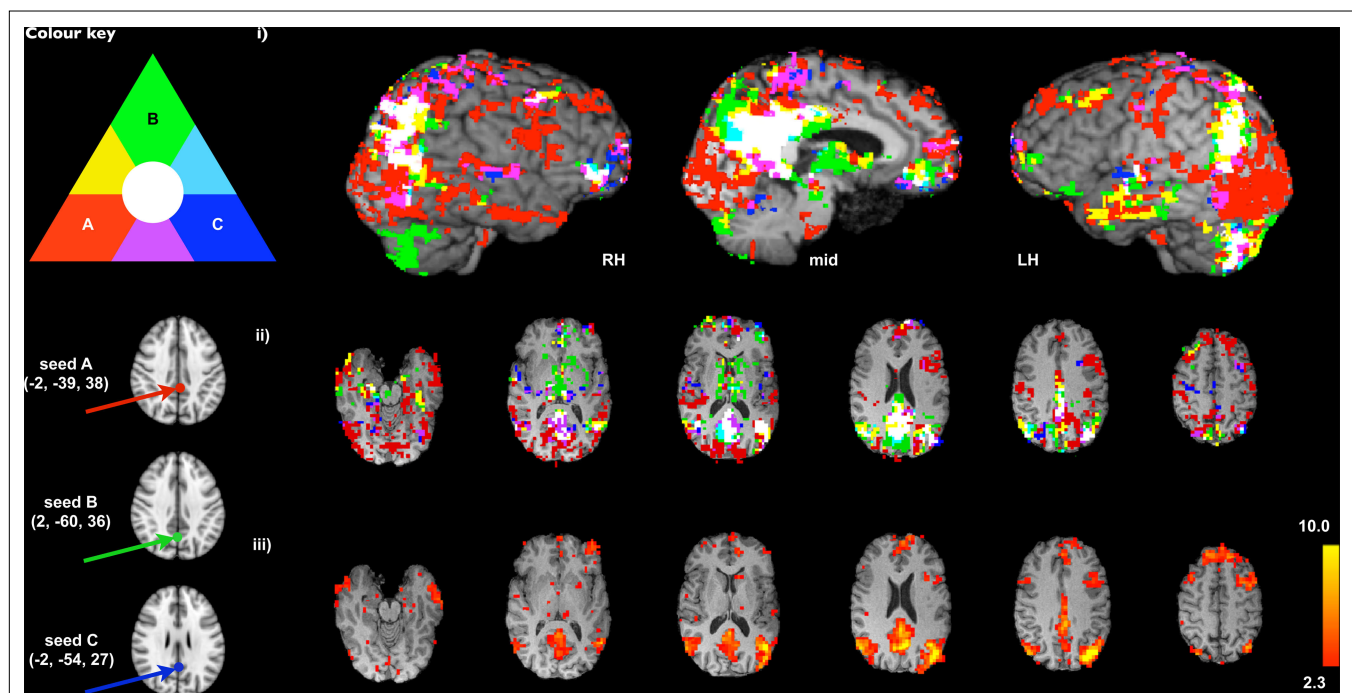 Colour key
i)
B
A
C
RH
mid
LH
ii)
seed A
(-2, -39, 38)
seed B
(2, -60, 36)
iii)
seed C
(-2, -54, 27)
10.0
2.3